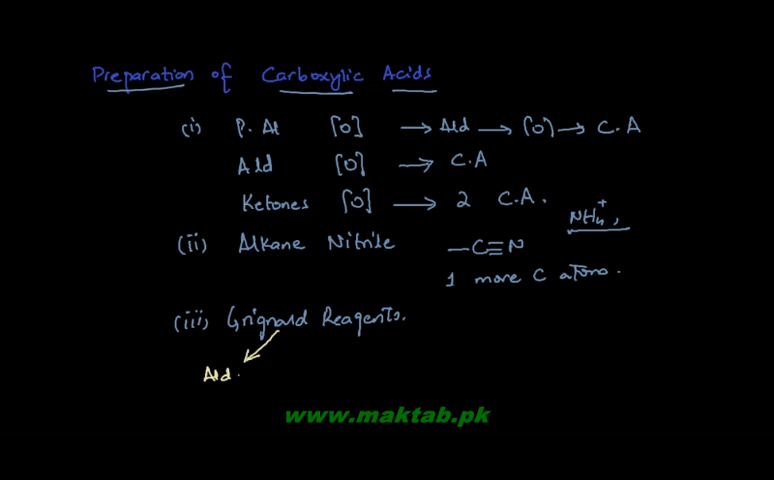 Preparation of Carboxylic Acids
(i) P. Al [O] → Ald → [O] → C.A
Ald [O] → C.A
Ketones [O] → 2 C.A.
NH₄⁺,
(ii) Alkane Nitrile —C≡N
1 more C atom.
(iii) Grignard Reagents.
Ald.
www.maktab.pk